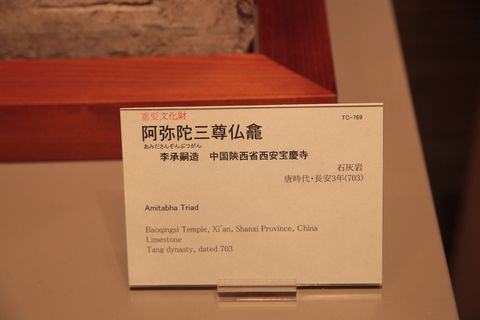 重要文化財
TC-769
阿弥陀三尊仏龕
あみださんぞんぶつがん
李承嗣造 中国陝西省西安宝慶寺
石灰岩
唐時代・長安3年(703)
Amitabha Triad
Baoqingsi Temple, Xi'an, Shanxi Province, China
Limestone
Tang dynasty, dated 703